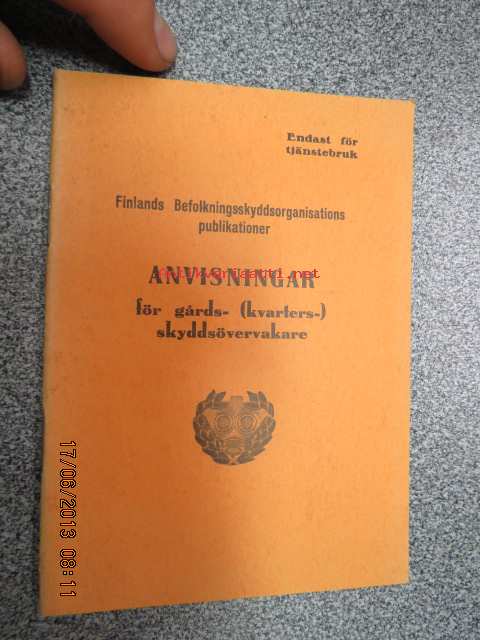 Endast för
tjänstebruk
Finlands Befolkningsskyddsorganisations
publikationer
ANVISNINGAR
för gårds- (kvarters-)
skyddsövervakare
17/06/2013 08:11